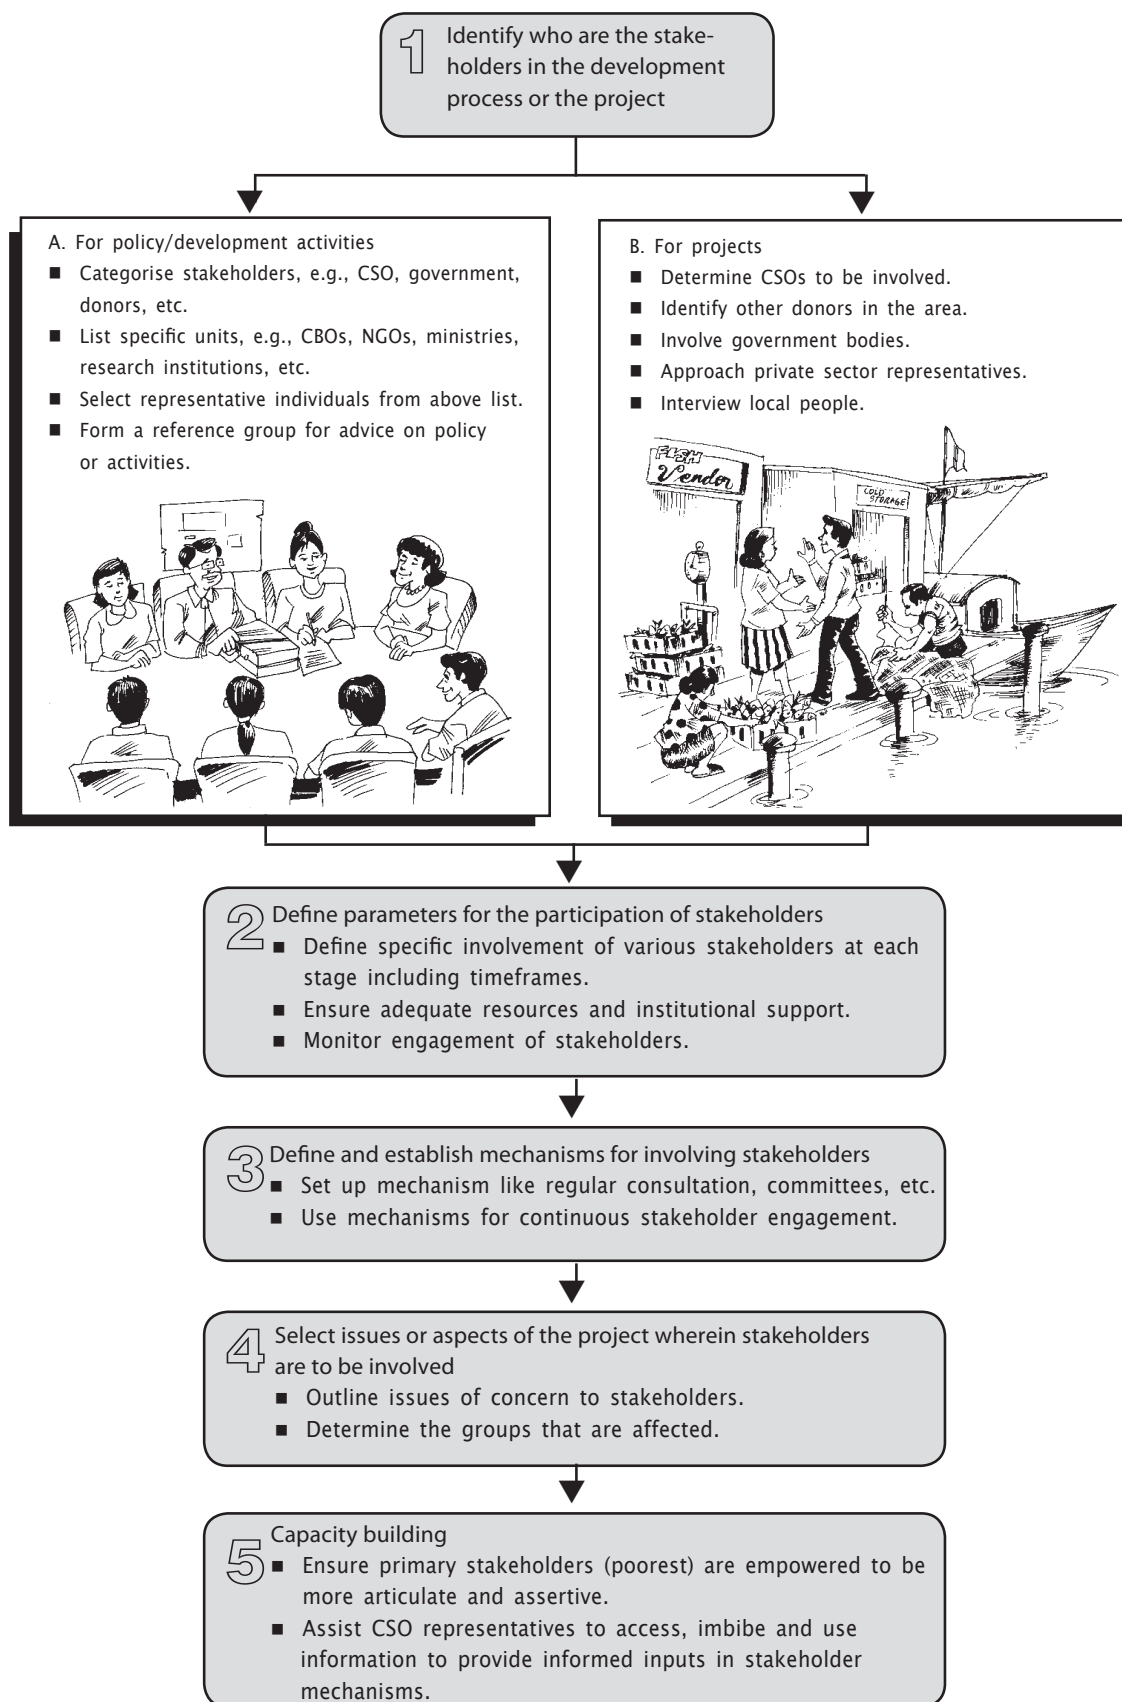 1
Identify who are the stake-
holders in the development
process or the project
A. For policy/development activities
■ Categorise stakeholders, e.g., CSO, government,
donors, etc.
■ List specific units, e.g., CBOs, NGOs, ministries,
research institutions, etc.
■ Select representative individuals from above list.
■ Form a reference group for advice on policy
or activities.
B. For projects
■ Determine CSOs to be involved.
■ Identify other donors in the area.
■ Involve government bodies.
■ Approach private sector representatives.
■ Interview local people.
FISH
Vendor
COLD
STORAGE
2 Define parameters for the participation of stakeholders
■ Define specific involvement of various stakeholders at each
stage including timeframes.
■ Ensure adequate resources and institutional support.
■ Monitor engagement of stakeholders.
3 Define and establish mechanisms for involving stakeholders
■ Set up mechanism like regular consultation, committees, etc.
■ Use mechanisms for continuous stakeholder engagement.
4 Select issues or aspects of the project wherein stakeholders
are to be involved
■ Outline issues of concern to stakeholders.
■ Determine the groups that are affected.
5 Capacity building
■ Ensure primary stakeholders (poorest) are empowered to be
more articulate and assertive.
■ Assist CSO representatives to access, imbibe and use
information to provide informed inputs in stakeholder
mechanisms.